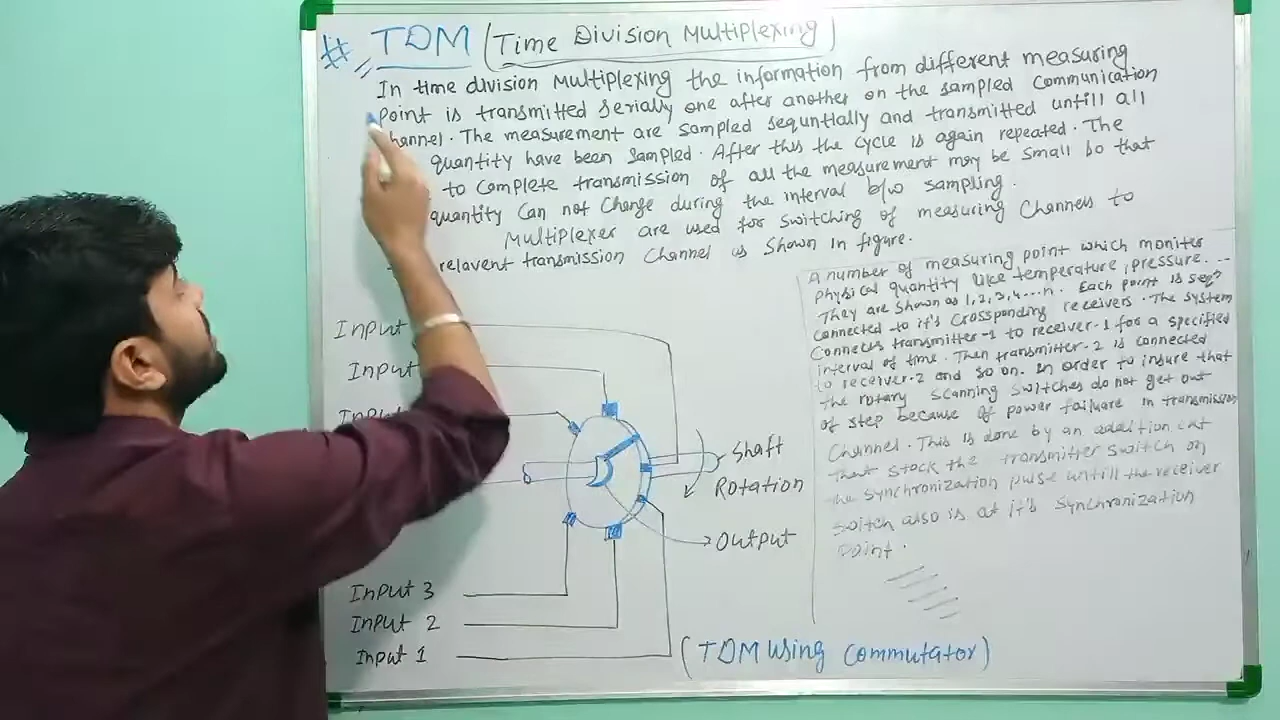 # TDM (Time Division Multiplexing)
In time division Multiplexing the information from different measuring
point is transmitted serially one after another on the sampled communication
hannel. The measurement are sampled sequntially and transmitted untill all
quantity have been sampled. After this the cycle is again repeated. The
to complete transmission of all the measurement may be small so that
quantity can not change during the interval b/w sampling.
Multiplexer are used for switching of measuring channels to
relavent transmission channel is shown in figure.
Input
Input
Input
Input 3
Input 2
Input 1
Shaft
Rotation
Output
(TDM using commutator)
A number of measuring point which moniter
physical quantity like temperature, pressure...
They are shown as 1,2,3,4....n. Each point is
connected to it's crossponding receivers. The system
connects transmitter-1 to receiver-1 for a specified
interval of time. Then transmitter-2 is connected
to receiver-2 and so on. In order to insure that
the rotary scanning switches do not get out
of step because of power failuare in transmission
channel. This is done by an addition
that stock the transmitter switch on
the synchronization pulse untill the receiver
switch also is at it's synchronization
point.